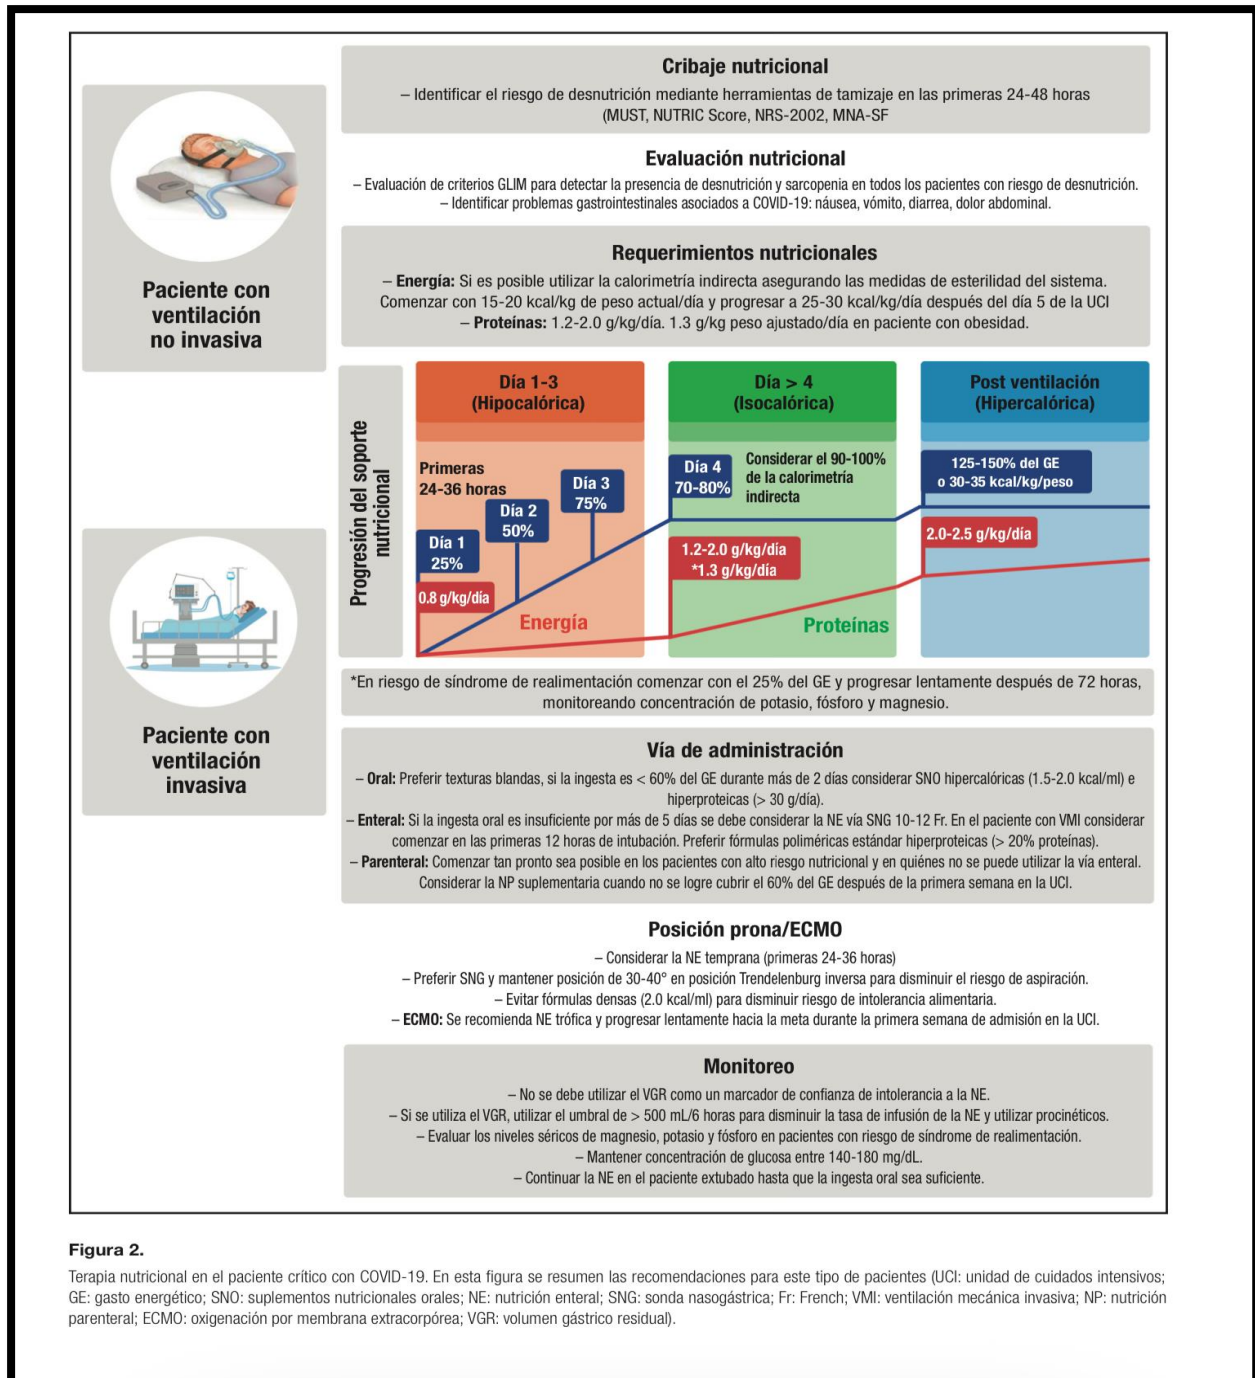 Cribaje nutricional
– Identificar el riesgo de desnutrición mediante herramientas de tamizaje en las primeras 24-48 horas
(MUST, NUTRIC Score, NRS-2002, MNA-SF
Evaluación nutricional
– Evaluación de criterios GLIM para detectar la presencia de desnutrición y sarcopenia en todos los pacientes con riesgo de desnutrición.
– Identificar problemas gastrointestinales asociados a COVID-19: náusea, vómito, diarrea, dolor abdominal.
Paciente con
ventilación
no invasiva
Requerimientos nutricionales
– Energía: Si es posible utilizar la calorimetría indirecta asegurando las medidas de esterilidad del sistema.
Comenzar con 15-20 kcal/kg de peso actual/día y progresar a 25-30 kcal/kg/día después del día 5 de la UCI
– Proteínas: 1.2-2.0 g/kg/día. 1.3 g/kg peso ajustado/día en paciente con obesidad.
Progresión del soporte
nutricional
Día 1-3
(Hipocalórica)
Primeras
24-36 horas
Día 1
25%
Día 2
50%
Día 3
75%
0.8 g/kg/día
Energía
Día > 4
(Isocalórica)
Día 4
70-80%
Considerar el 90-100%
de la calorimetría
indirecta
1.2-2.0 g/kg/día
*1.3 g/kg/día
Proteínas
Post ventilación
(Hipercalórica)
125-150% del GE
o 30-35 kcal/kg/peso
2.0-2.5 g/kg/día
*En riesgo de síndrome de realimentación comenzar con el 25% del GE y progresar lentamente después de 72 horas,
monitoreando concentración de potasio, fósforo y magnesio.
Paciente con
ventilación
invasiva
Vía de administración
– Oral: Preferir texturas blandas, si la ingesta es < 60% del GE durante más de 2 días considerar SNO hipercalóricas (1.5-2.0 kcal/ml) e
hiperproteicas (> 30 g/día).
– Enteral: Si la ingesta oral es insuficiente por más de 5 días se debe considerar la NE vía SNG 10-12 Fr. En el paciente con VMI considerar
comenzar en las primeras 12 horas de intubación. Preferir fórmulas poliméricas estándar hiperproteicas (> 20% proteínas).
– Parenteral: Comenzar tan pronto sea posible en los pacientes con alto riesgo nutricional y en quiénes no se puede utilizar la vía enteral.
Considerar la NP suplementaria cuando no se logre cubrir el 60% del GE después de la primera semana en la UCI.
Posición prona/ECMO
– Considerar la NE temprana (primeras 24-36 horas)
– Preferir SNG y mantener posición de 30-40° en posición Trendelenburg inversa para disminuir el riesgo de aspiración.
– Evitar fórmulas densas (2.0 kcal/ml) para disminuir riesgo de intolerancia alimentaria.
– ECMO: Se recomienda NE trófica y progresar lentamente hacia la meta durante la primera semana de admisión en la UCI.
Monitoreo
– No se debe utilizar el VGR como un marcador de confianza de intolerancia a la NE.
– Si se utiliza el VGR, utilizar el umbral de > 500 mL/6 horas para disminuir la tasa de infusión de la NE y utilizar procinéticos.
– Evaluar los niveles séricos de magnesio, potasio y fósforo en pacientes con riesgo de síndrome de realimentación.
– Mantener concentración de glucosa entre 140-180 mg/dL.
– Continuar la NE en el paciente extubado hasta que la ingesta oral sea suficiente.
Figura 2.
Terapia nutricional en el paciente crítico con COVID-19. En esta figura se resumen las recomendaciones para este tipo de pacientes (UCI: unidad de cuidados intensivos;
GE: gasto energético; SNO: suplementos nutricionales orales; NE: nutrición enteral; SNG: sonda nasogástrica; Fr: French; VMI: ventilación mecánica invasiva; NP: nutrición
parenteral; ECMO: oxigenación por membrana extracorpórea; VGR: volumen gástrico residual).